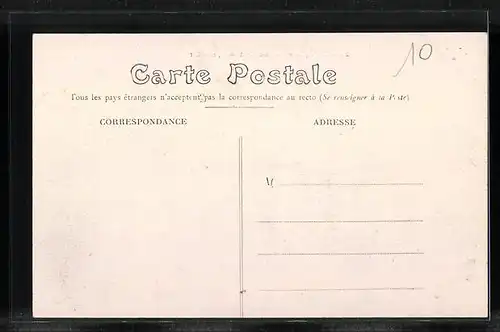 10
Carte Postale
Tous les pays étrangers n'acceptent pas la correspondance au recto (Se renseigner à la Poste)
CORRESPONDANCE
ADRESSE
M